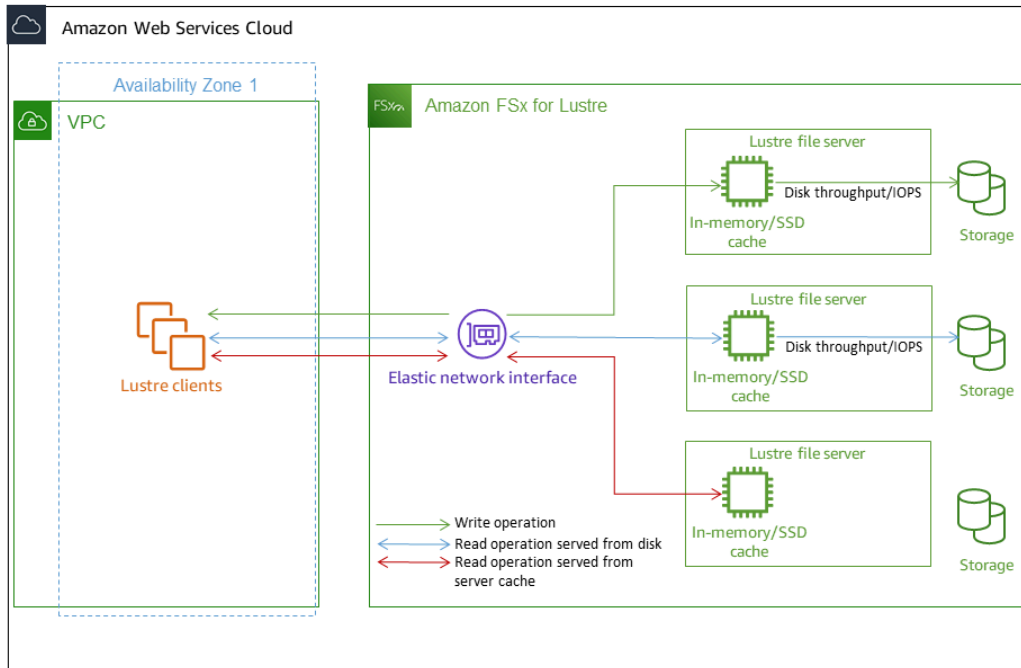 Amazon Web Services Cloud
Availability Zone 1
VPC
FSx
Amazon FSx for Lustre
Lustre file server
Disk throughput/IOPS
In-memory/SSD
cache
Storage
Lustre file server
Disk throughput/IOPS
In-memory/SSD
cache
Storage
Lustre clients
Elastic network interface
Lustre file server
In-memory/SSD
cache
Storage
Write operation
Read operation served from disk
Read operation served from
server cache